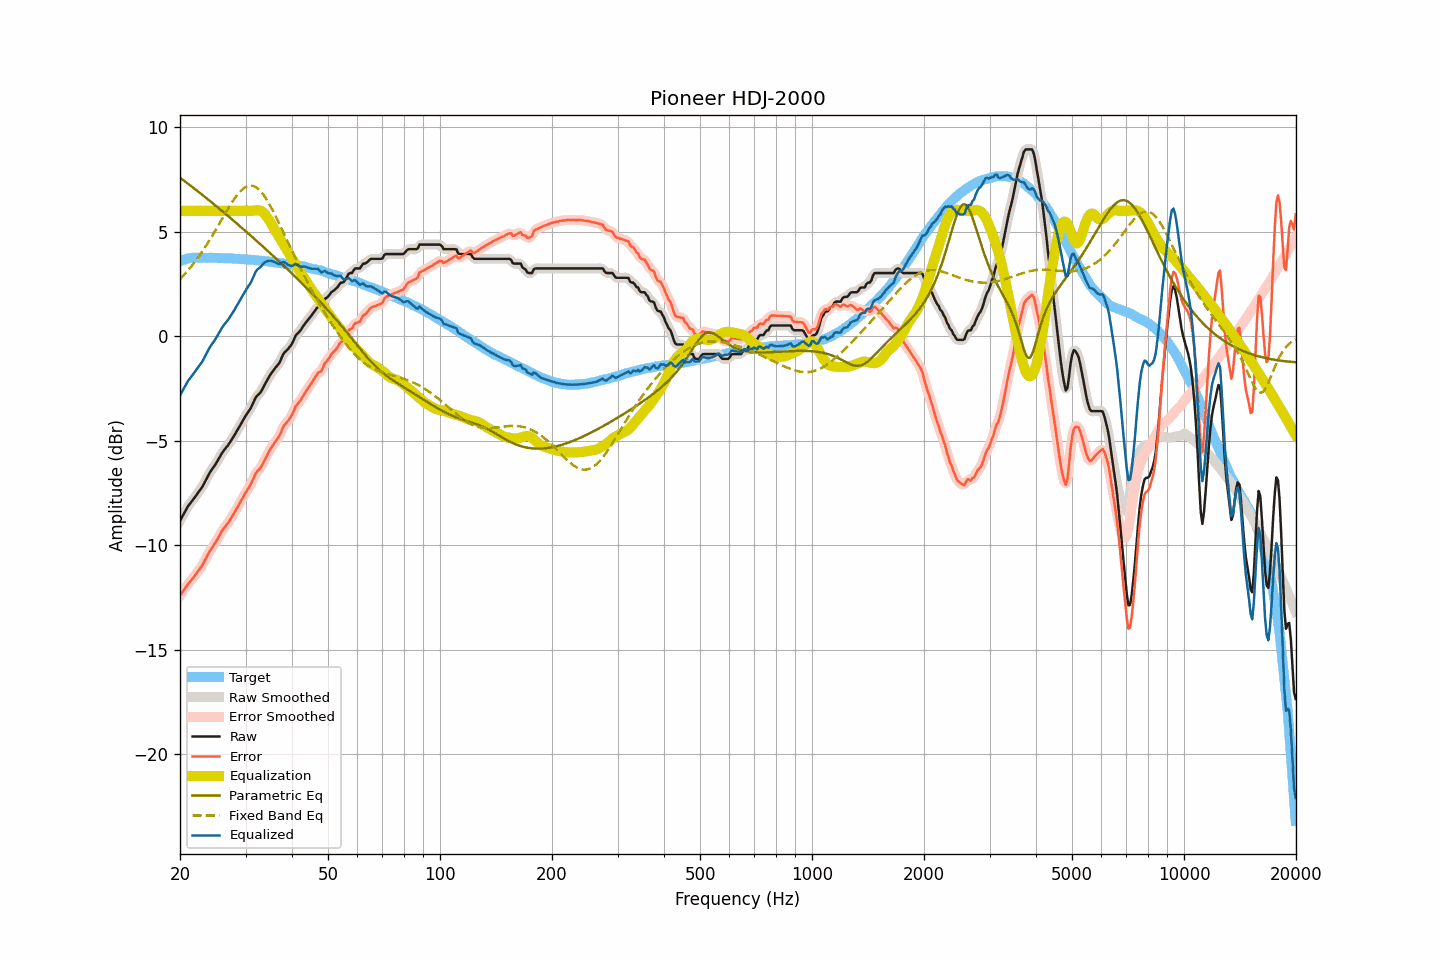 Pioneer HDJ-2000
Amplitude (dBr)
10
5
0
−5
−10
−15
−20
Target
Raw Smoothed
Error Smoothed
Raw
Error
Equalization
Parametric Eq
Fixed Band Eq
Equalized
20 50 100 200 500 1000 2000 5000 10000 20000
Frequency (Hz)